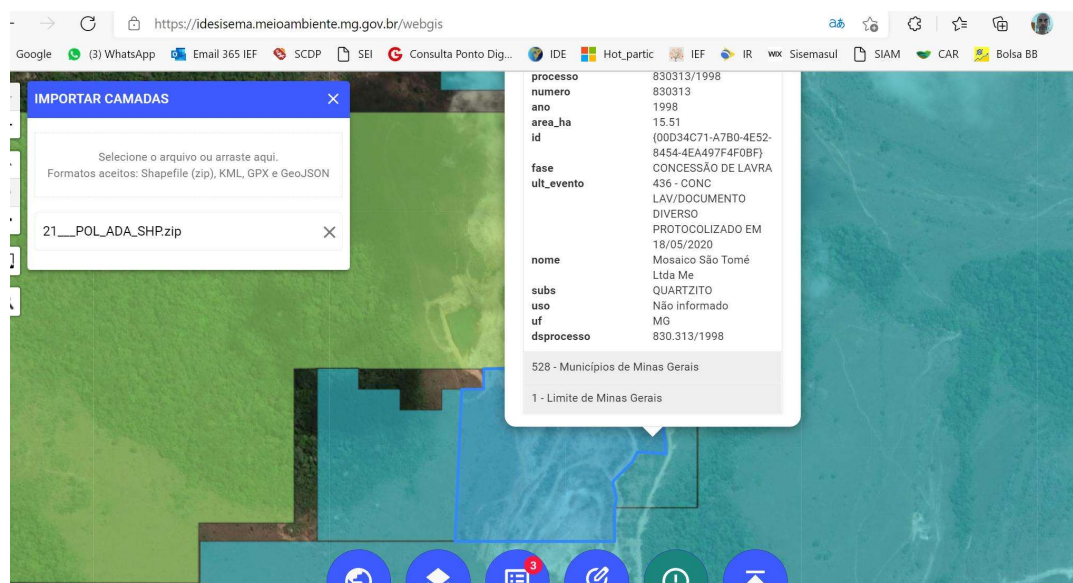 https://idesisema.meioambiente.mg.gov.br/webgis
aあ
Google (3) WhatsApp Email 365 IEF SCDP SEI Consulta Ponto Dig... IDE Hot_partic IEF IR WIX Sisemasul SIAM CAR Bolsa BB
IMPORTAR CAMADAS
Selecione o arquivo ou arraste aqui.
Formatos aceitos: Shapefile (zip), KML, GPX e GeoJSON
21___POL_ADA_SHP.zip
processo 830313/1998
numero 830313
ano 1998
area_ha 15.51
id {00D34C71-A7B0-4E52-
8454-4EA497F4F0BF}
fase CONCESSÃO DE LAVRA
ult_evento 436 - CONC
LAV/DOCUMENTO
DIVERSO
PROTOCOLIZADO EM
18/05/2020
nome Mosaico São Tomé
Ltda Me
subs QUARTZITO
uso Não informado
uf MG
dsprocesso 830.313/1998
528 - Municípios de Minas Gerais
1 - Limite de Minas Gerais
3